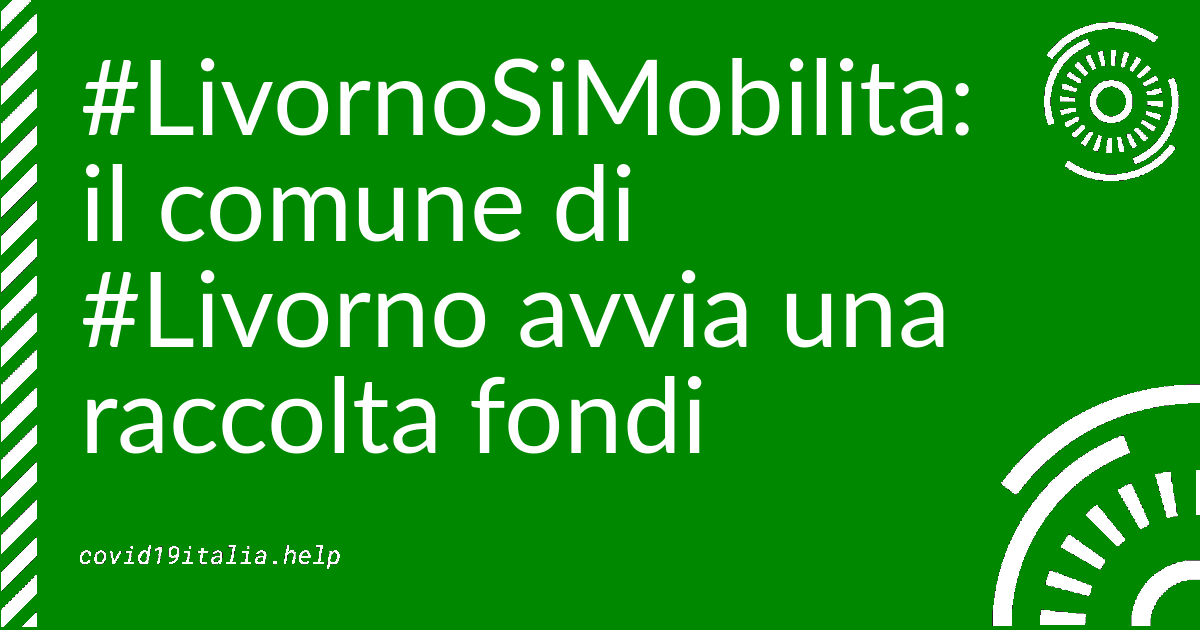 #LivornoSiMobilita:
il comune di
#Livorno avvia una
raccolta fondi
covid19italia.help